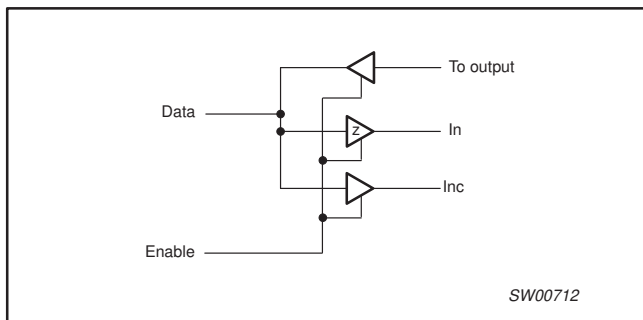 To output
Data
z
In
Inc
Enable
SW00712